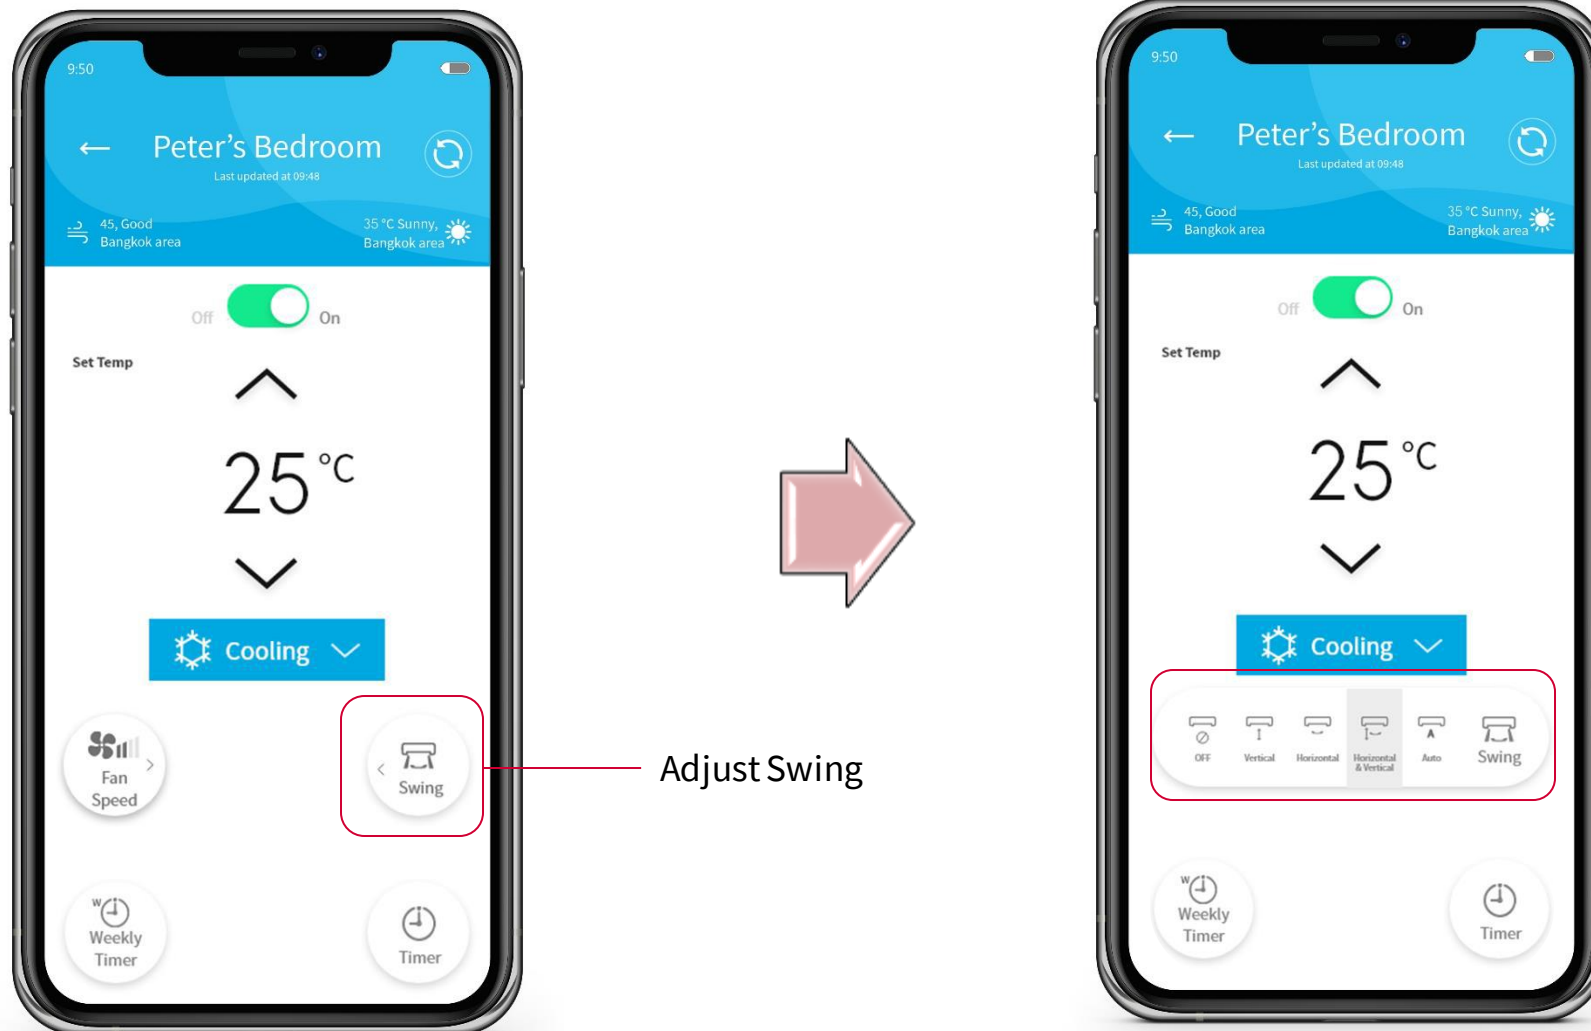 9:50
Peter's Bedroom
Last updated at 09:48
45, Good
Bangkok area
35 °C Sunny,
Bangkok area
Off
On
Set Temp
25 °C
Cooling
Fan
Speed
Swing
Weekly
Timer
W
Timer
Adjust Swing
9:50
Peter's Bedroom
Last updated at 09:48
45, Good
Bangkok area
35 °C Sunny,
Bangkok area
Off
On
Set Temp
25 °C
Cooling
OFF
Vertical
Horizontal
Horizontal
& Vertical
A
Auto
Swing
W
Weekly
Timer
Timer